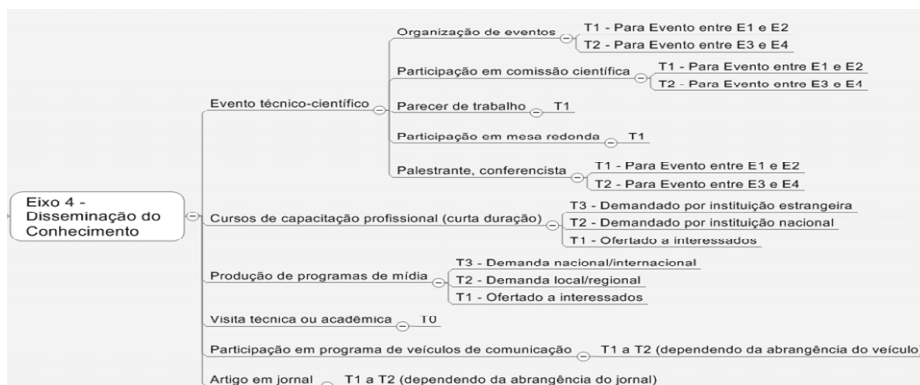 Organização de eventos
T1 - Para Evento entre E1 e E2
T2 - Para Evento entre E3 e E4
Participação em comissão científica
T1 - Para Evento entre E1 e E2
T2 - Para Evento entre E3 e E4
Evento técnico-científico
Parecer de trabalho
T1
Participação em mesa redonda
T1
Palestrante, conferencista
T1 - Para Evento entre E1 e E2
T2 - Para Evento entre E3 e E4
Eixo 4 -
Disseminação do
Conhecimento
Cursos de capacitação profissional (curta duração)
T3 - Demandado por instituição estrangeira
T2 - Demandado por instituição nacional
T1 - Ofertado a interessados
Produção de programas de mídia
T3 - Demanda nacional/internacional
T2 - Demanda local/regional
T1 - Ofertado a interessados
Visita técnica ou acadêmica
T0
Participação em programa de veículos de comunicação
T1 a T2 (dependendo da abrangência do veículo)
Artigo em jornal
T1 a T2 (dependendo da abrangência do jornal)